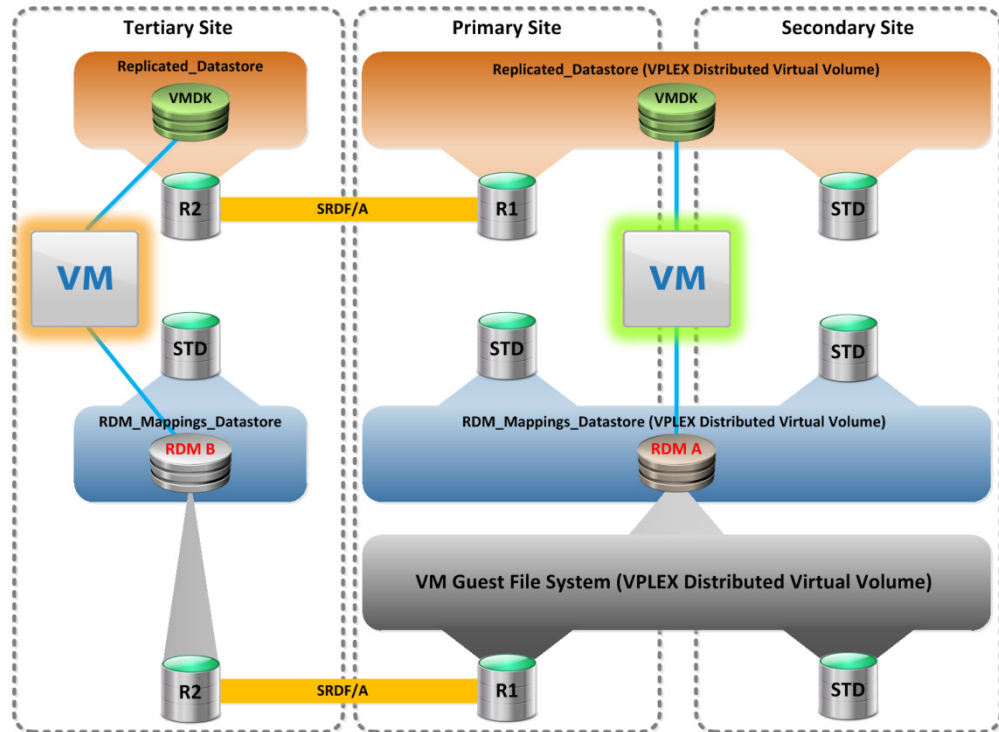 Tertiary Site
Primary Site
Secondary Site
Replicated_Datastore
Replicated_Datastore (VPLEX Distributed Virtual Volume)
VMDK
VMDK
R2
SRDF/A
R1
STD
VM
VM
STD
STD
STD
RDM_Mappings_Datastore
RDM_Mappings_Datastore (VPLEX Distributed Virtual Volume)
RDM B
RDM A
VM Guest File System (VPLEX Distributed Virtual Volume)
R2
SRDF/A
R1
STD